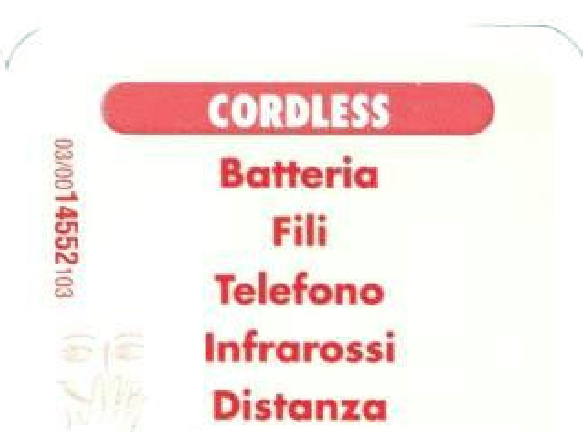 CORDLESS
Batteria
Fili
Telefono
Infrarossi
Distanza
03/0014552103